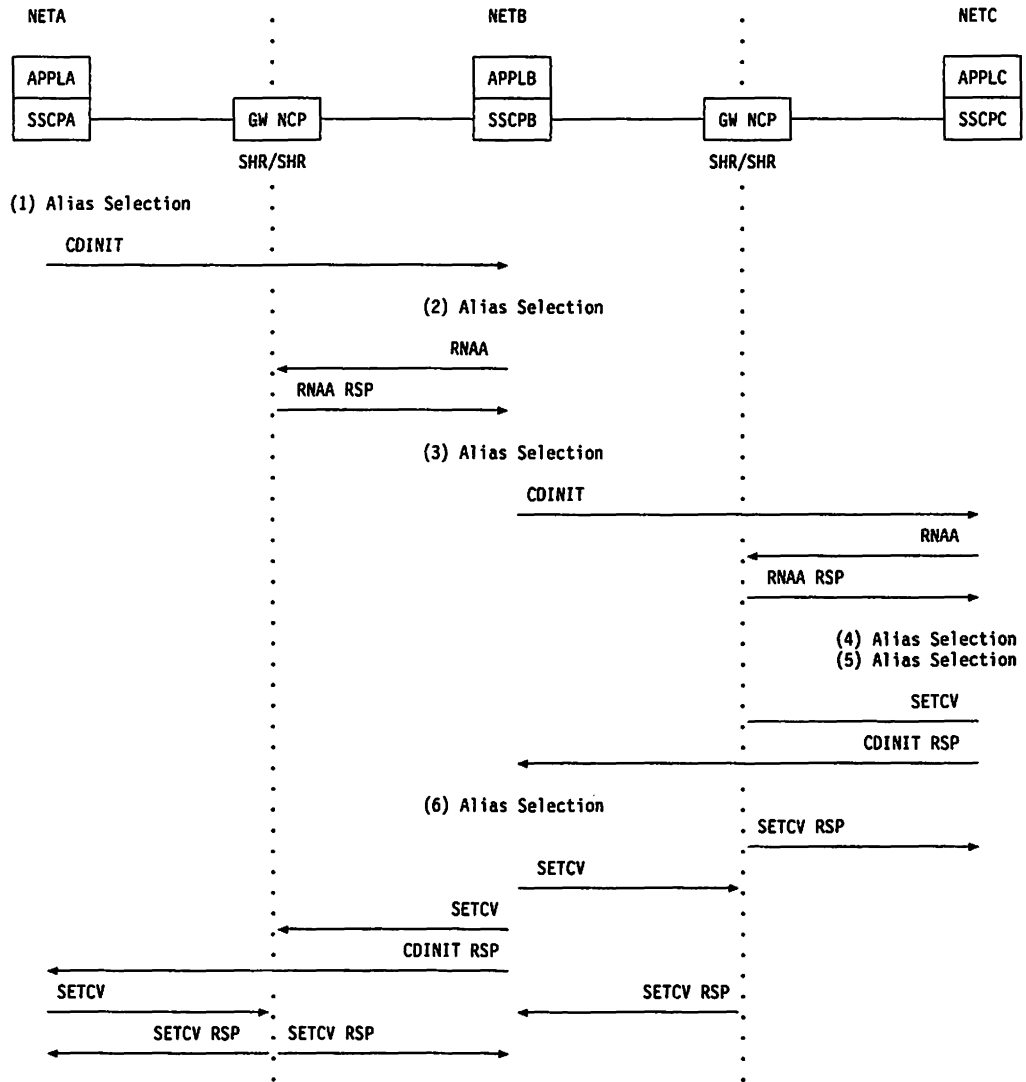 NETA NETB NETC
APPLA APPLB APPLC
SSCPA GW NCP SSCPB GW NCP SSCPC
SHR/SHR SHR/SHR
(1) Alias Selection
CDINIT
(2) Alias Selection
RNAA
RNAA RSP
(3) Alias Selection
CDINIT
RNAA
RNAA RSP
(4) Alias Selection
(5) Alias Selection
SETCV
CDINIT RSP
(6) Alias Selection
SETCV RSP
SETCV
SETCV
CDINIT RSP
SETCV SETCV RSP
SETCV RSP SETCV RSP